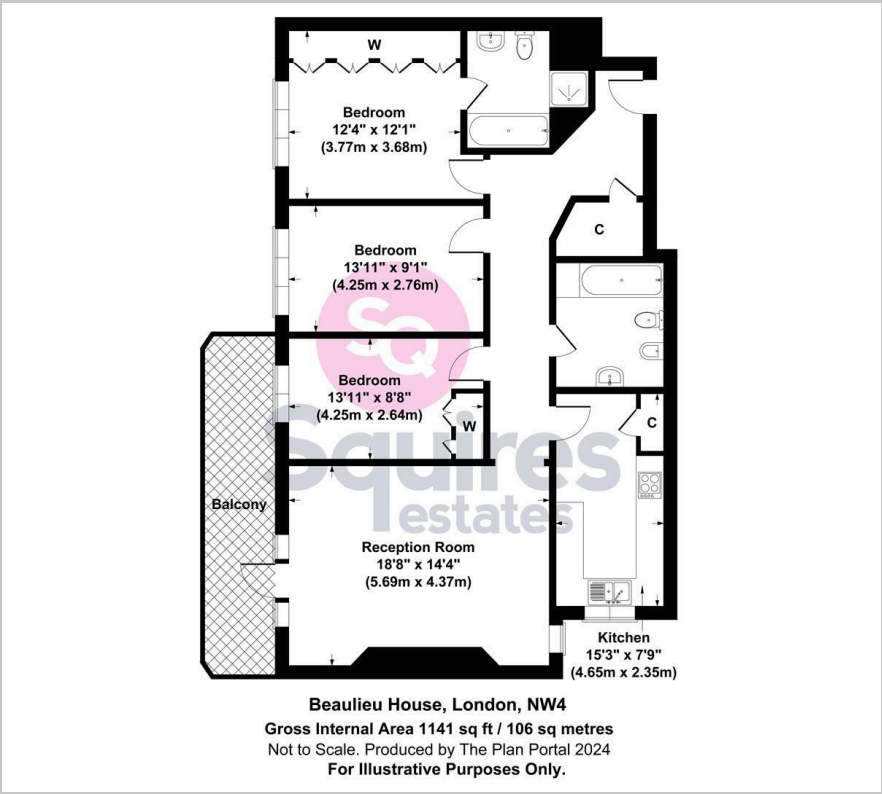 W
Bedroom
12'4" x 12'1"
(3.77m x 3.68m)
C
Bedroom
13'11" x 9'1"
(4.25m x 2.76m)
SQ
Bedroom
13'11" x 8'8"
(4.25m x 2.64m)
W
C
Squires
estates
Balcony
Reception Room
18'8" x 14'4"
(5.69m x 4.37m)
Kitchen
15'3" x 7'9"
(4.65m x 2.35m)
Beaulieu House, London, NW4
Gross Internal Area 1141 sq ft / 106 sq metres
Not to Scale. Produced by The Plan Portal 2024
For Illustrative Purposes Only.